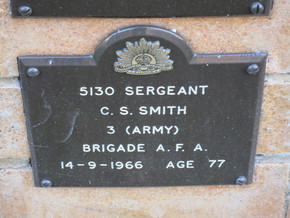 5130 SERGEANT
C. S. SMITH
3 (ARMY)
BRIGADE A. F. A.
14-9-1966 AGE 77